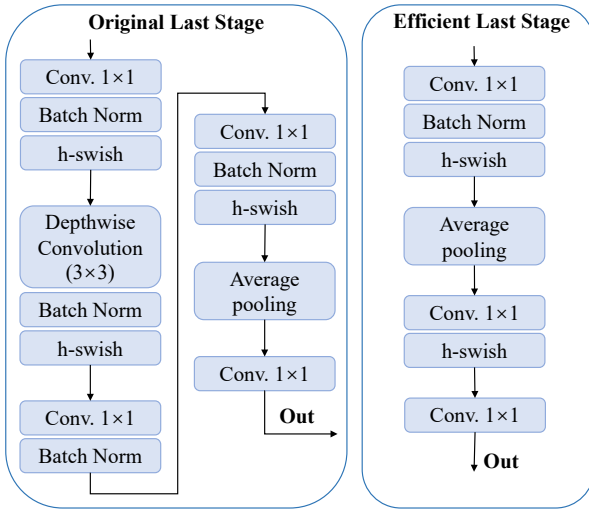 Original Last Stage
Conv. 1×1
Batch Norm
h-swish
Depthwise
Convolution
(3×3)
Batch Norm
h-swish
Conv. 1×1
Batch Norm
Conv. 1×1
Batch Norm
h-swish
Average
pooling
Conv. 1×1
Out
Efficient Last Stage
Conv. 1×1
Batch Norm
h-swish
Average
pooling
Conv. 1×1
h-swish
Conv. 1×1
Out